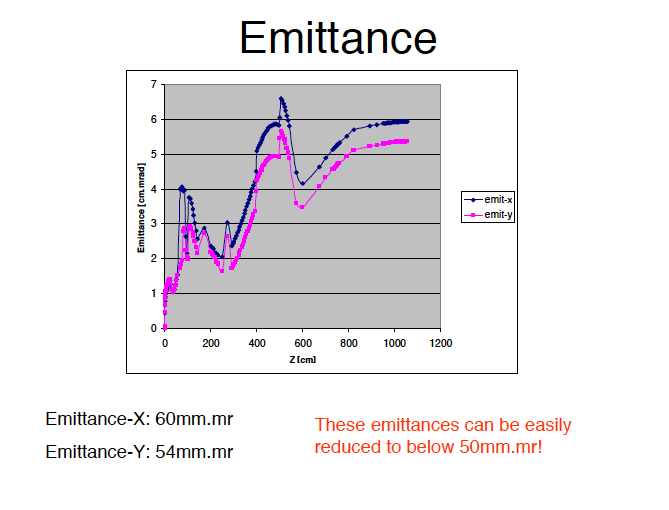 Emittance
7
6
5
4
3
2
1
0
Emittance [cm.mrad]
0 200 400 600 800 1000 1200
Z [cm]
emit-x
emit-y
Emittance-X: 60mm.mr
Emittance-Y: 54mm.mr
These emittances can be easily
reduced to below 50mm.mr!